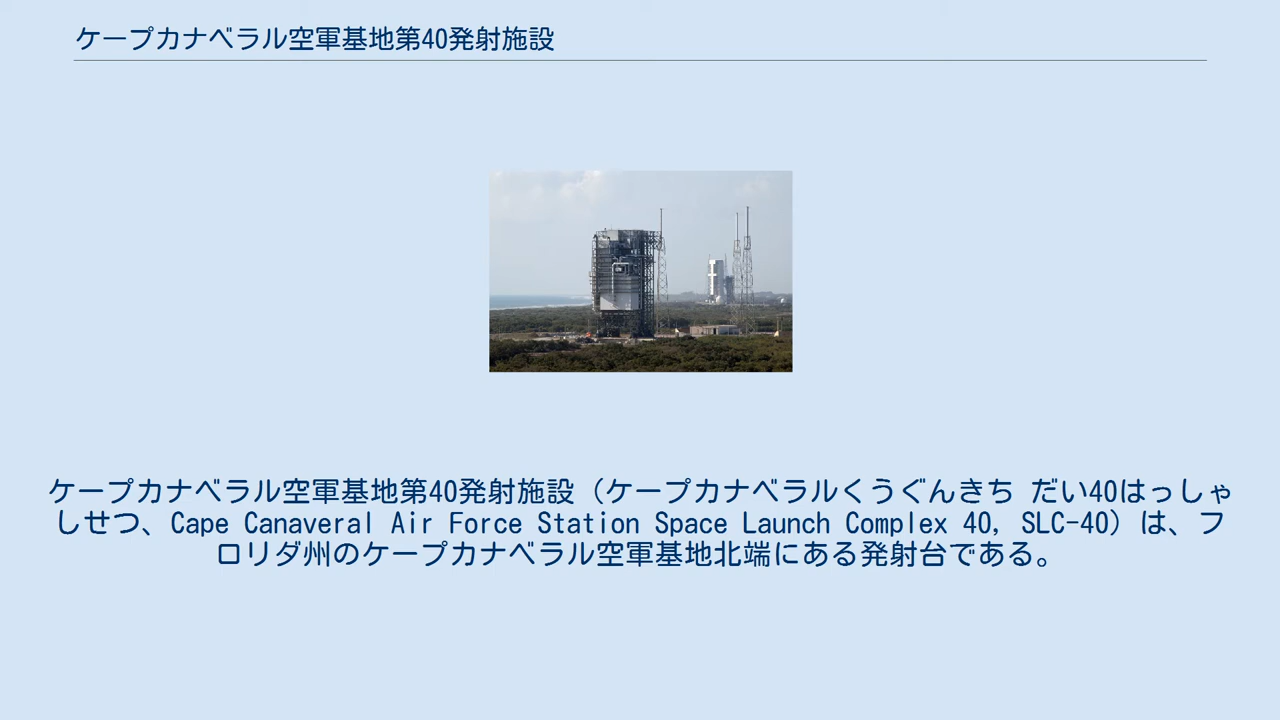 ケープカナベラル空軍基地第40発射施設
ケープカナベラル空軍基地第40発射施設（ケープカナベラルくうぐんきち だい40はっしゃ
しせつ、Cape Canaveral Air Force Station Space Launch Complex 40, SLC-40）は、フ
ロリダ州のケープカナベラル空軍基地北端にある発射台である。